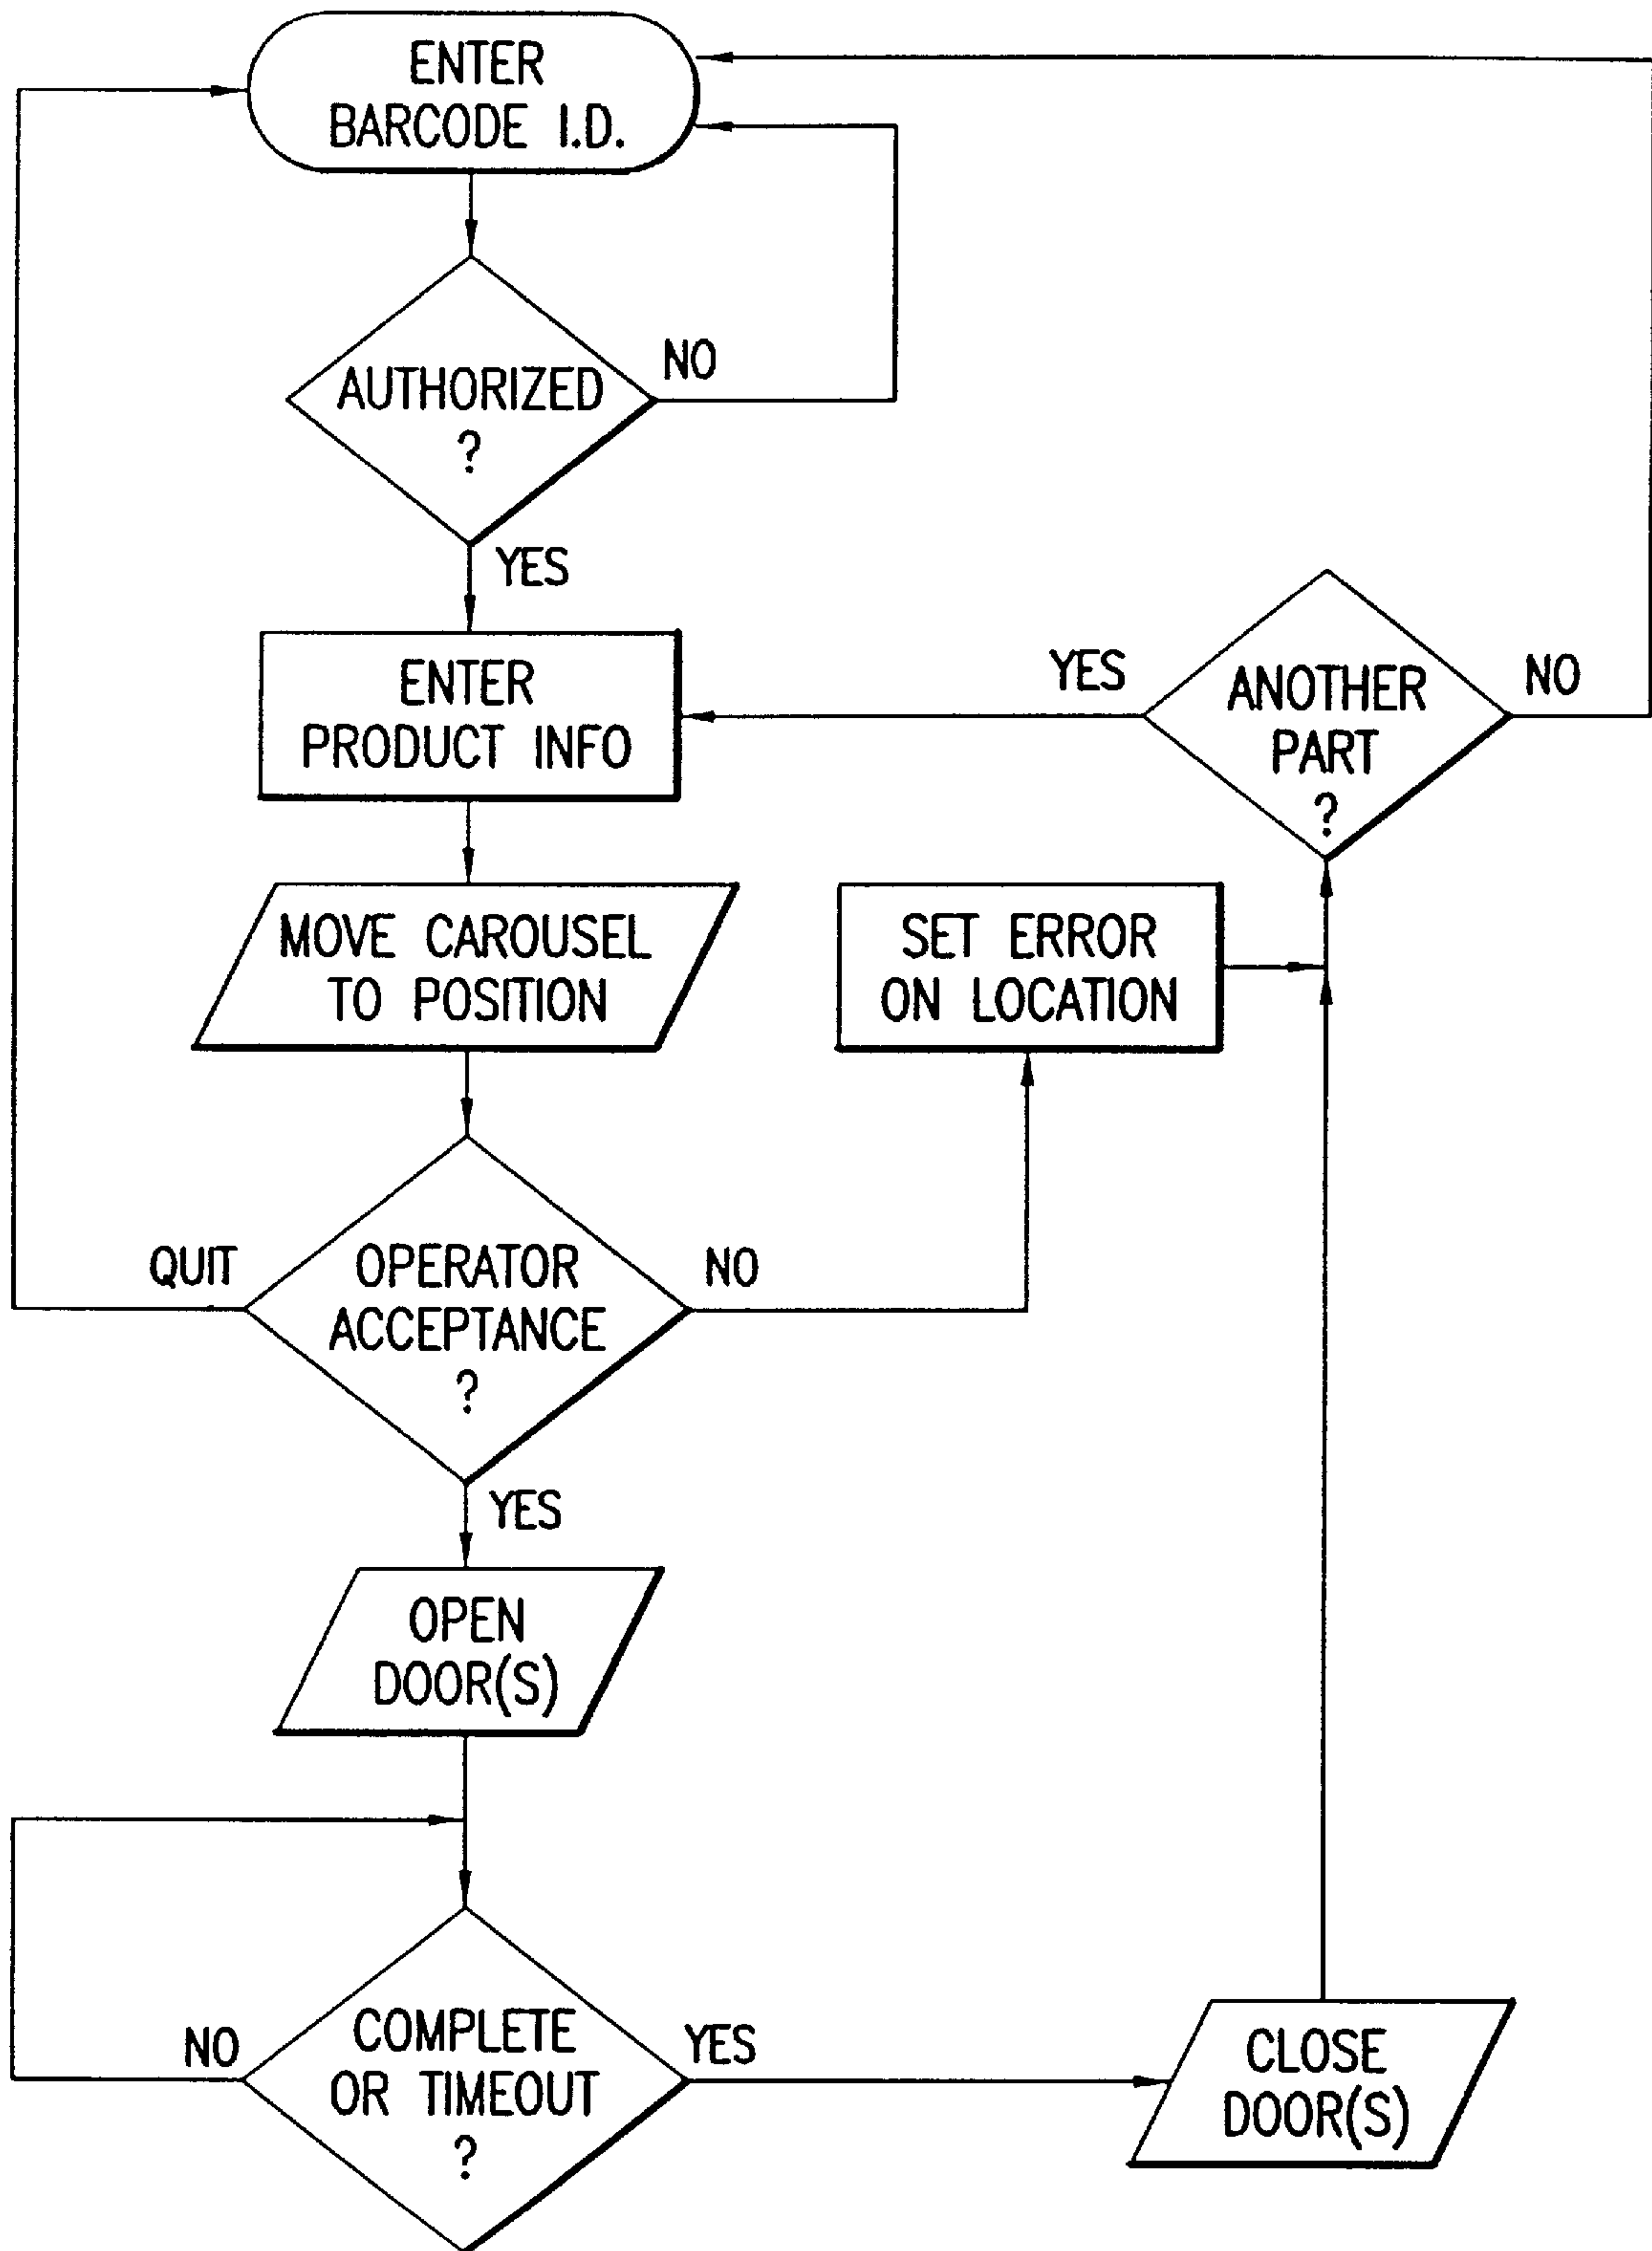 ENTER
BARCODE I.D.
AUTHORIZED
?
NO
YES
ENTER
PRODUCT INFO
YES
ANOTHER
PART
?
NO
MOVE CAROUSEL
TO POSITION
SET ERROR
ON LOCATION
QUIT
OPERATOR
ACCEPTANCE
?
NO
YES
OPEN
DOOR(S)
NO
COMPLETE
OR TIMEOUT
?
YES
CLOSE
DOOR(S)